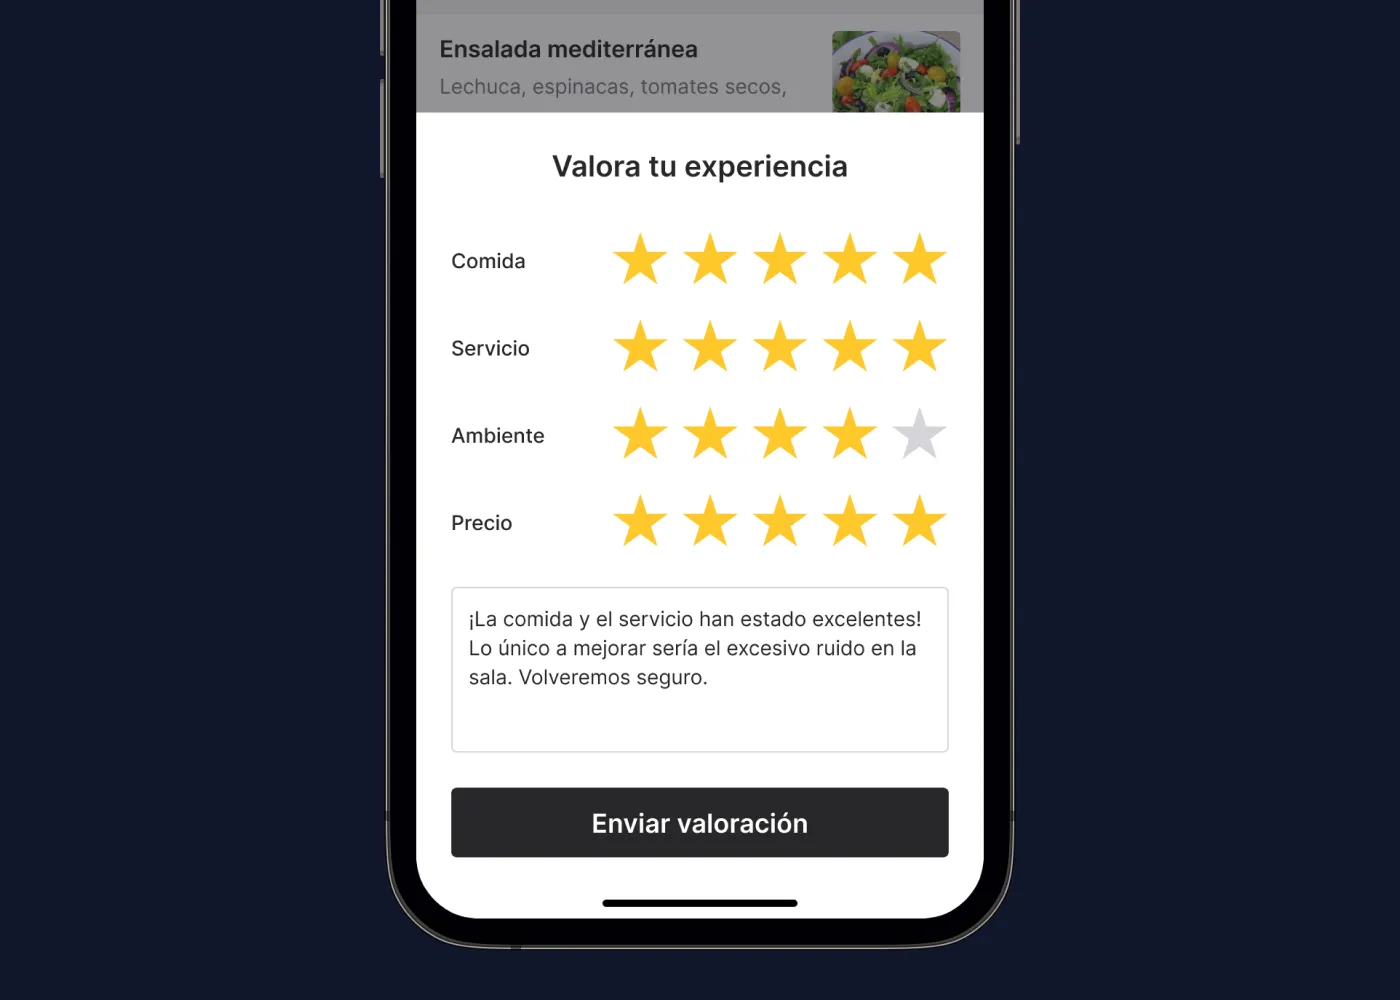 Ensalada mediterránea
Lechuca, espinacas, tomates secos,
Valora tu experiencia
Comida
Servicio
Ambiente
Precio
¡La comida y el servicio han estado excelentes!
Lo único a mejorar sería el excesivo ruido en la
sala. Volveremos seguro.
Enviar valoración